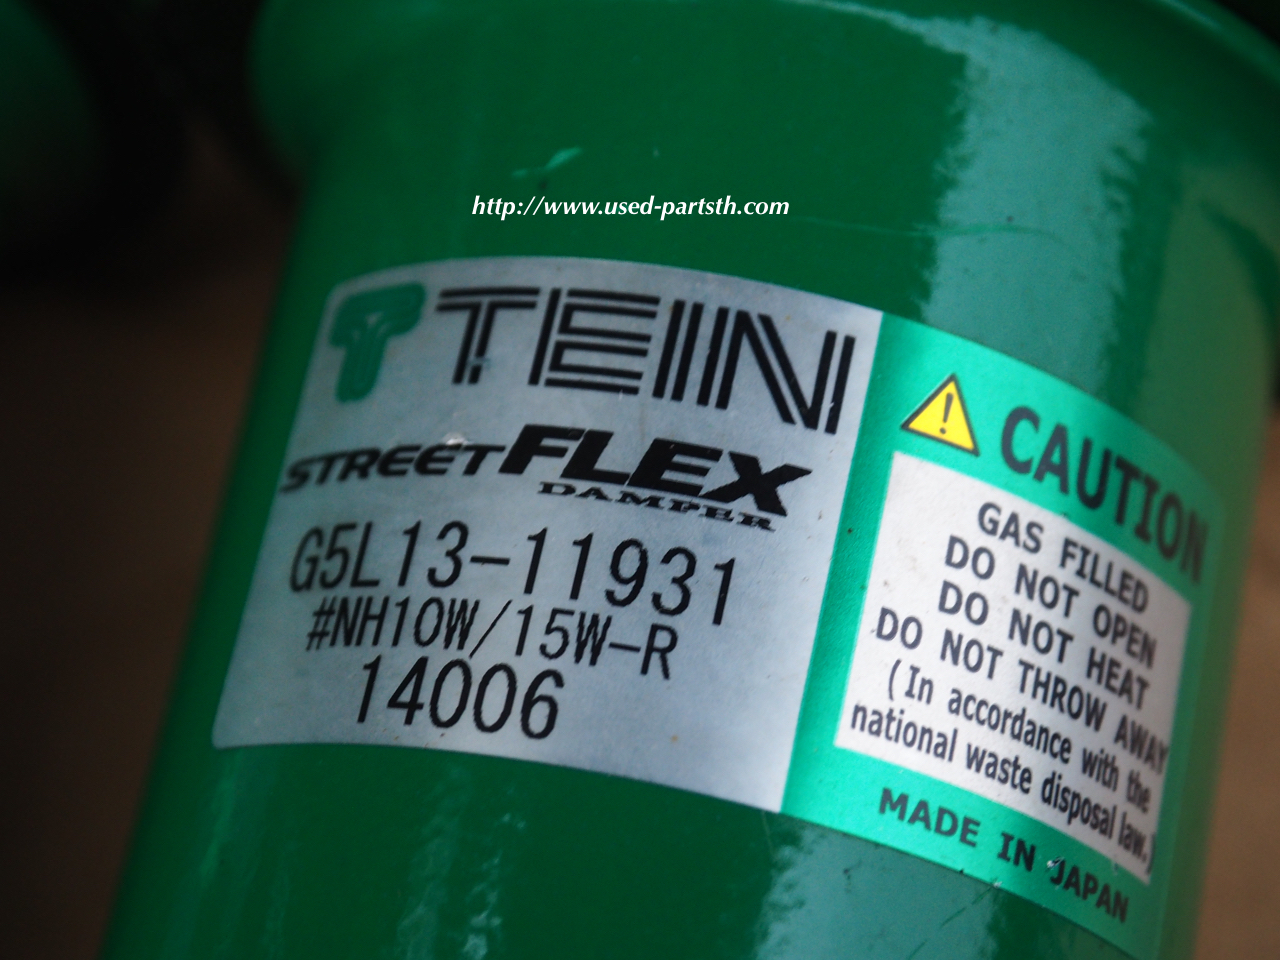 http://www.used-partsth.com
TEIN
STREET FLEX
DAMPER
G5L13-11931
#NH10W/15W-R
14006
CAUTION
GAS FILLED
DO NOT OPEN
DO NOT HEAT
DO NOT THROW AWAY
(In accordance with the
national waste disposal law.)
MADE IN JAPAN